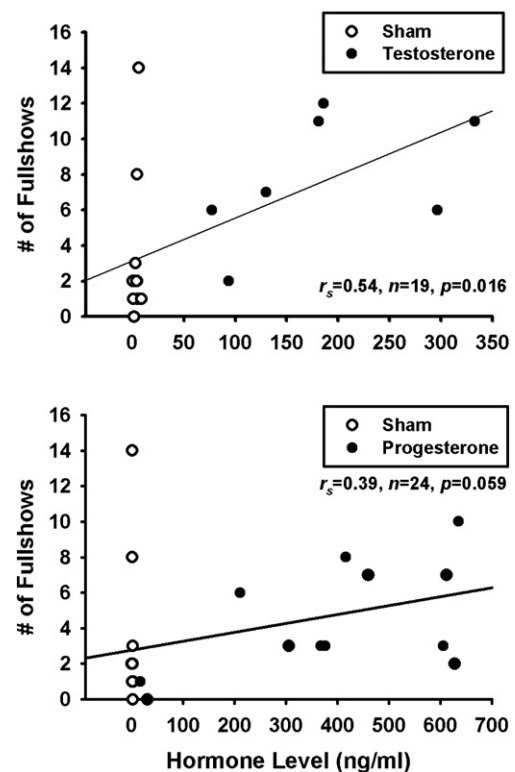 Sham
Testosterone
# of Fullshows
16
14
12
10
8
6
4
2
0
r_s=0.54, n=19, p=0.016
0 50 100 150 200 250 300 350
Sham
Progesterone
r_s=0.39, n=24, p=0.059
# of Fullshows
16
14
12
10
8
6
4
2
0
0 100 200 300 400 500 600 700
Hormone Level (ng/ml)